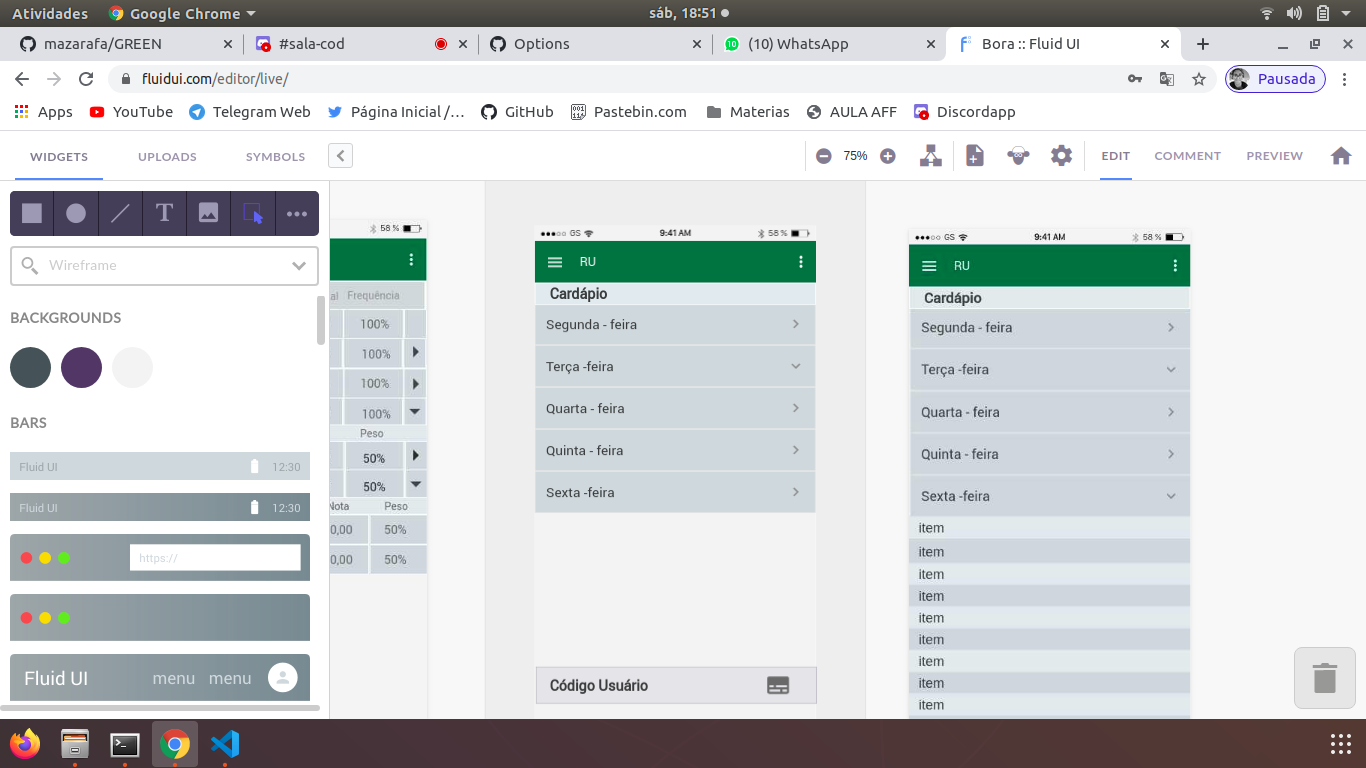 Atividades Google Chrome sáb, 18:51
mazarafa/GREEN #sala-cod Options (10) WhatsApp Bora :: Fluid UI
fluidui.com/editor/live/ Pausada
Apps YouTube Telegram Web Página Inicial /… GitHub Pastebin.com Materias AULA AFF Discordapp
WIDGETS UPLOADS SYMBOLS 75% EDIT COMMENT PREVIEW
T
Wireframe
BACKGROUNDS
BARS
Fluid UI 12:30
Fluid UI 12:30
https://
Fluid UI menu menu
58 %
al Frequência
100%
100%
100%
100%
Peso
50%
50%
Nota Peso
0,00 50%
0,00 50%
GS 9:41 AM 58 %
RU
Cardápio
Segunda - feira
Terça -feira
Quarta - feira
Quinta - feira
Sexta -feira
Código Usuário
GS 9:41 AM 58 %
RU
Cardápio
Segunda - feira
Terça -feira
Quarta - feira
Quinta - feira
Sexta -feira
item
item
item
item
item
item
item
item
item